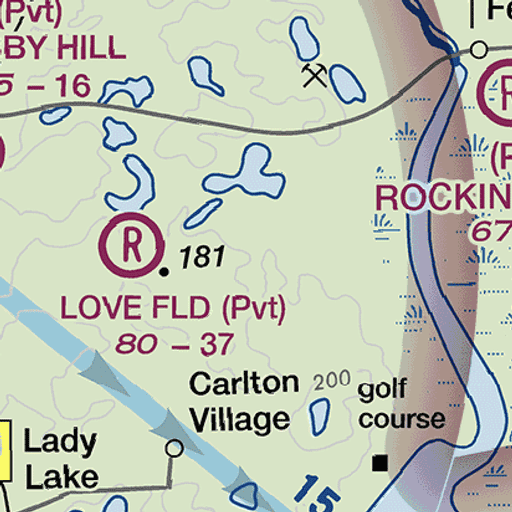 (Pvt)
BY HILL
5 - 16
Fe
R
(P
ROCKIN
67
R
181
LOVE FLD (Pvt)
80 - 37
Carlton
Village
200
golf
course
Lady
Lake
15